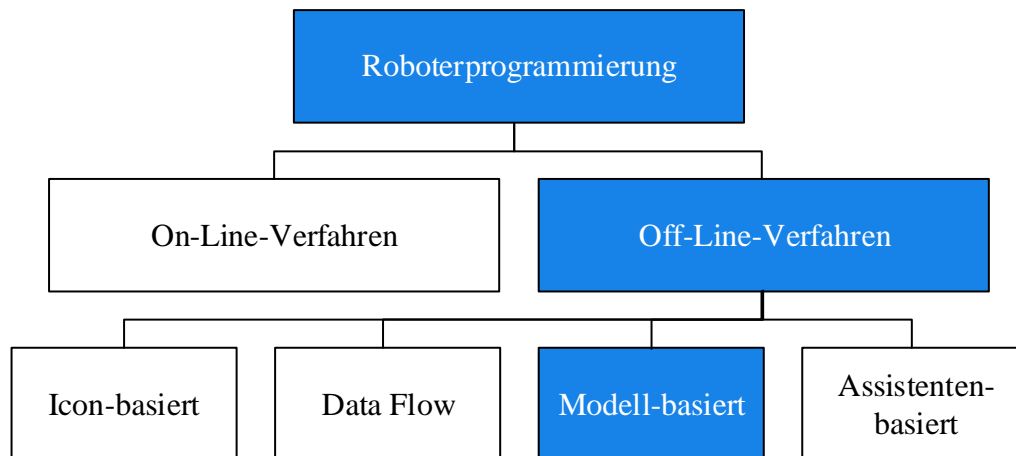 Roboterprogrammierung
On-Line-Verfahren
Off-Line-Verfahren
Icon-basiert
Data Flow
Modell-basiert
Assistenten-
basiert